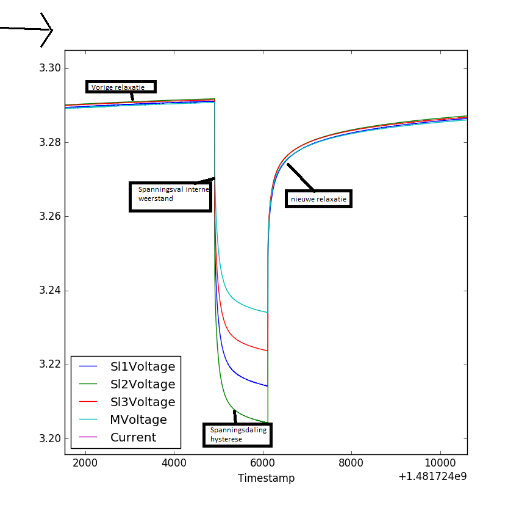 3.30
Vorige relaxatie
3.28
Spanningsval interne
weerstand
nieuwe relaxatie
3.26
3.24
3.22
Sl1Voltage
Sl2Voltage
Sl3Voltage
MVoltage
Current
Spanningsdaling
hysterese
3.20
2000 4000 6000 8000 10000
Timestamp
+1.481724e9